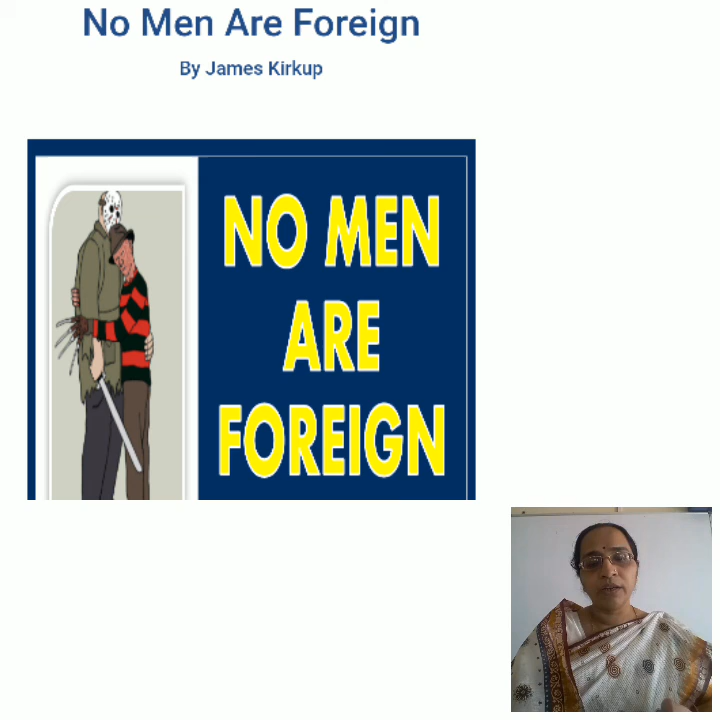 No Men Are Foreign
By James Kirkup
NO MEN
ARE
FOREIGN